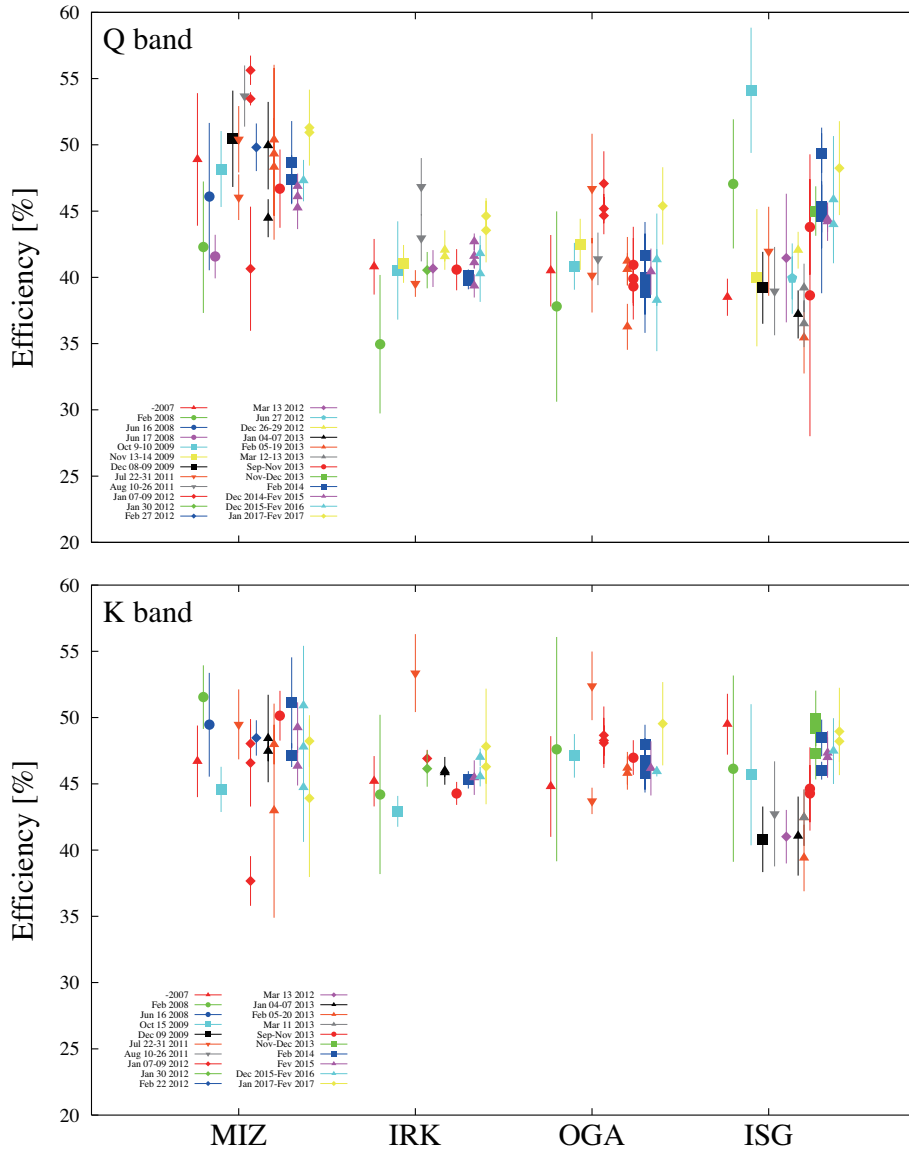 Q band
Efficiency [%]
60
55
50
45
40
35
30
25
20
-2007
Feb 2008
Jun 16 2008
Jun 17 2008
Oct 9-10 2009
Nov 13-14 2009
Dec 08-09 2009
Jul 22-31 2011
Aug 10-26 2011
Jan 07-09 2012
Jan 30 2012
Feb 27 2012
Mar 13 2012
Jun 27 2012
Dec 26-29 2012
Jan 04-07 2013
Feb 05-19 2013
Mar 12-13 2013
Sep-Nov 2013
Nov-Dec 2013
Feb 2014
Dec 2014-Fev 2015
Dec 2015-Fev 2016
Jan 2017-Fev 2017
K band
Efficiency [%]
60
55
50
45
40
35
30
25
20
-2007
Feb 2008
Jun 16 2008
Oct 15 2009
Dec 09 2009
Jul 22-31 2011
Aug 10-26 2011
Jan 07-09 2012
Jan 30 2012
Feb 22 2012
Mar 13 2012
Jan 04-07 2013
Feb 05-20 2013
Mar 11 2013
Sep-Nov 2013
Nov-Dec 2013
Feb 2014
Fev 2015
Dec 2015-Fev 2016
Jan 2017-Fev 2017
MIZ
IRK
OGA
ISG